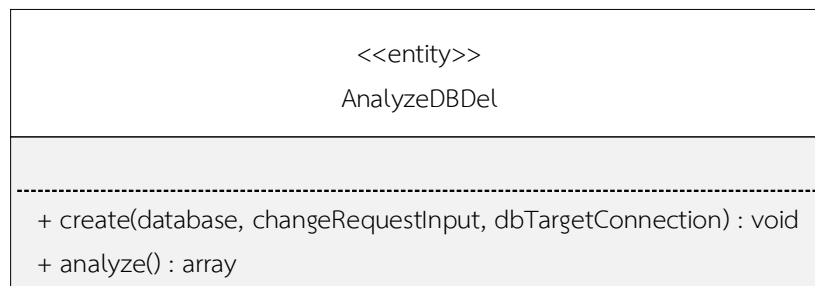 <<entity>>
AnalyzeDBDel
+ create(database, changeRequestInput, dbTargetConnection) : void
+ analyze() : array